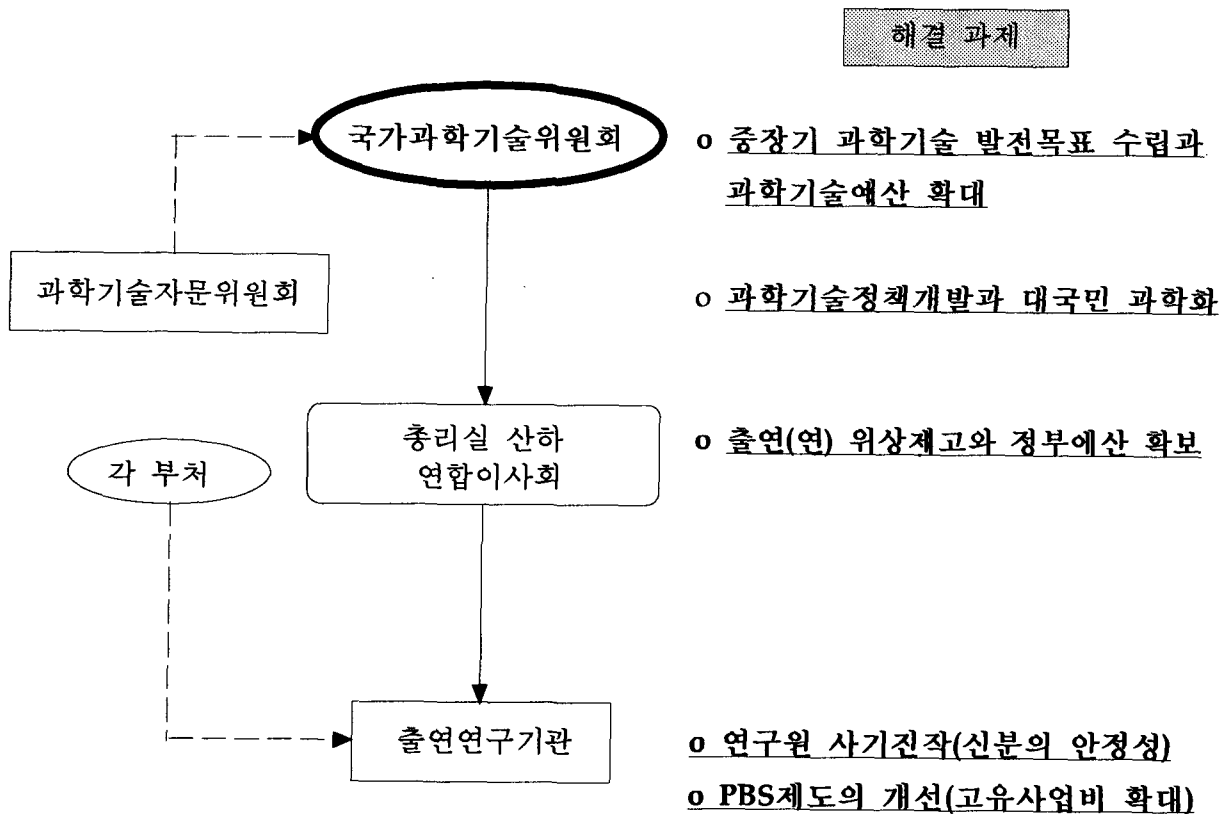 해결 과제
국가과학기술위원회
o 중장기 과학기술 발전목표 수립과
과학기술예산 확대
과학기술자문위원회
o 과학기술정책개발과 대국민 과학화
총리실 산하
연합이사회
o 출연(연) 위상제고와 정부예산 확보
각 부처
출연연구기관
o 연구원 사기진작(신분의 안정성)
o PBS제도의 개선(고유사업비 확대)